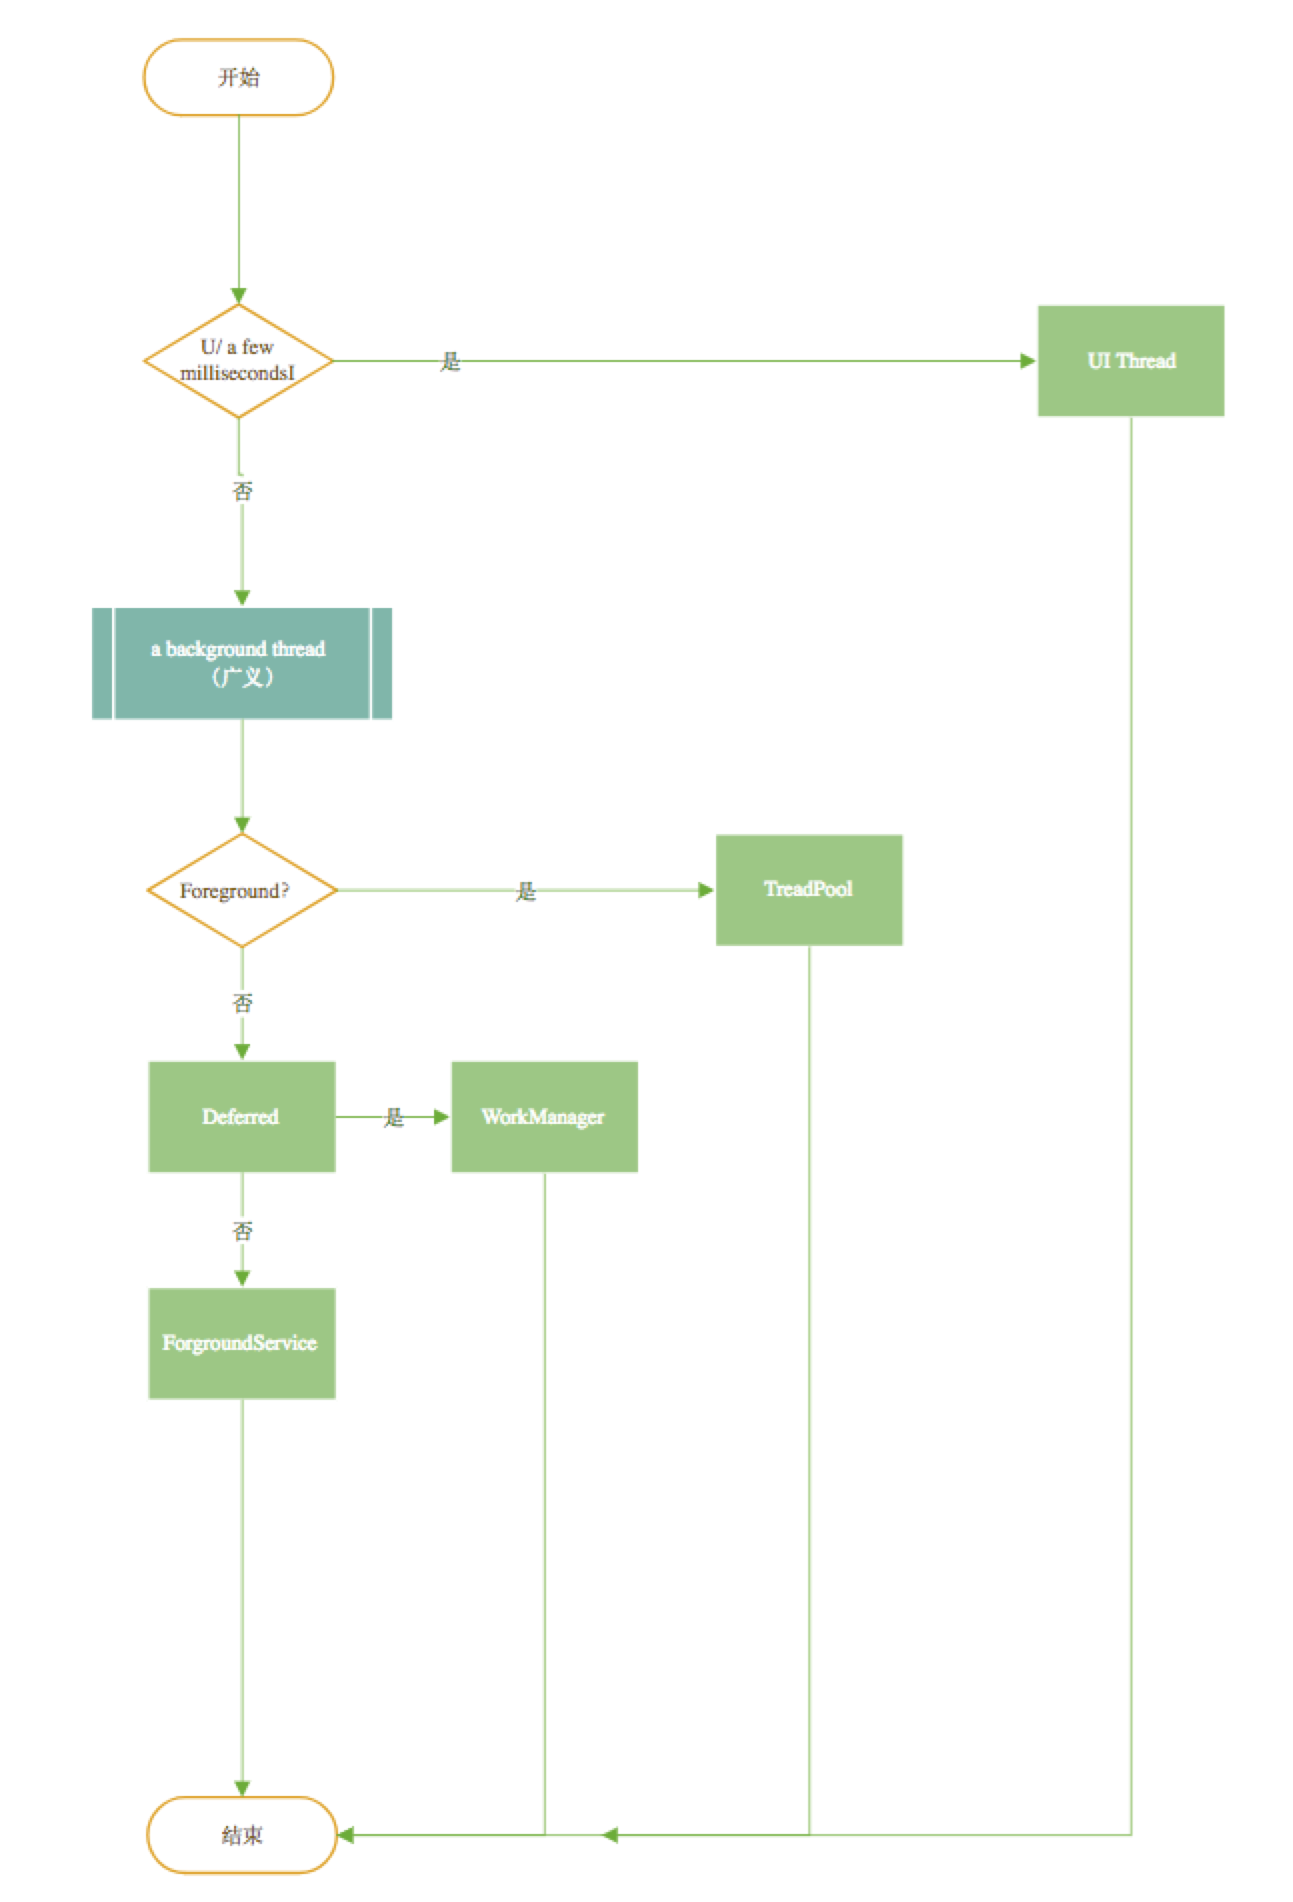 开始
U/ a few
millisecondsI
是
UI Thread
否
a background thread
（广义）
Foreground?
是
TreadPool
否
Deferred
是
WorkManager
否
ForgroundService
结束